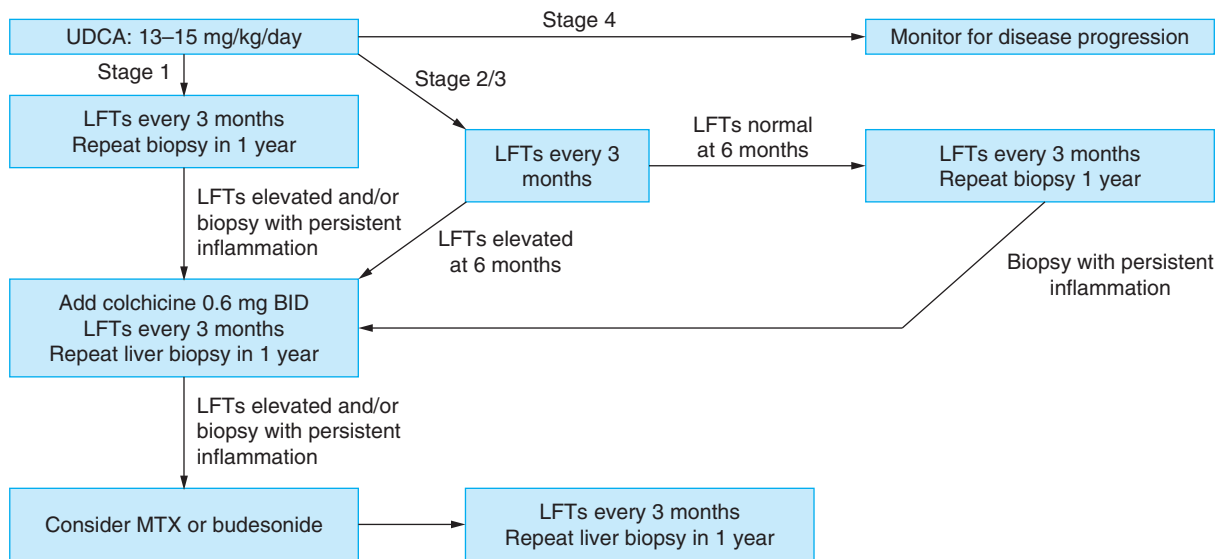 UDCA: 13–15 mg/kg/day
Stage 4
Monitor for disease progression
Stage 1
Stage 2/3
LFTs every 3 months
Repeat biopsy in 1 year
LFTs every 3
months
LFTs normal
at 6 months
LFTs every 3 months
Repeat biopsy 1 year
LFTs elevated and/or
biopsy with persistent
inflammation
LFTs elevated
at 6 months
Biopsy with persistent
inflammation
Add colchicine 0.6 mg BID
LFTs every 3 months
Repeat liver biopsy in 1 year
LFTs elevated and/or
biopsy with persistent
inflammation
Consider MTX or budesonide
LFTs every 3 months
Repeat liver biopsy in 1 year